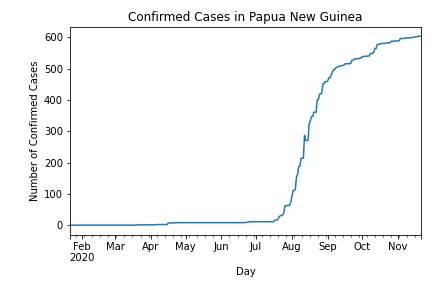 Confirmed Cases in Papua New Guinea
600
500
400
300
200
100
0
Number of Confirmed Cases
Feb Mar Apr May Jun Jul Aug Sep Oct Nov
2020
Day